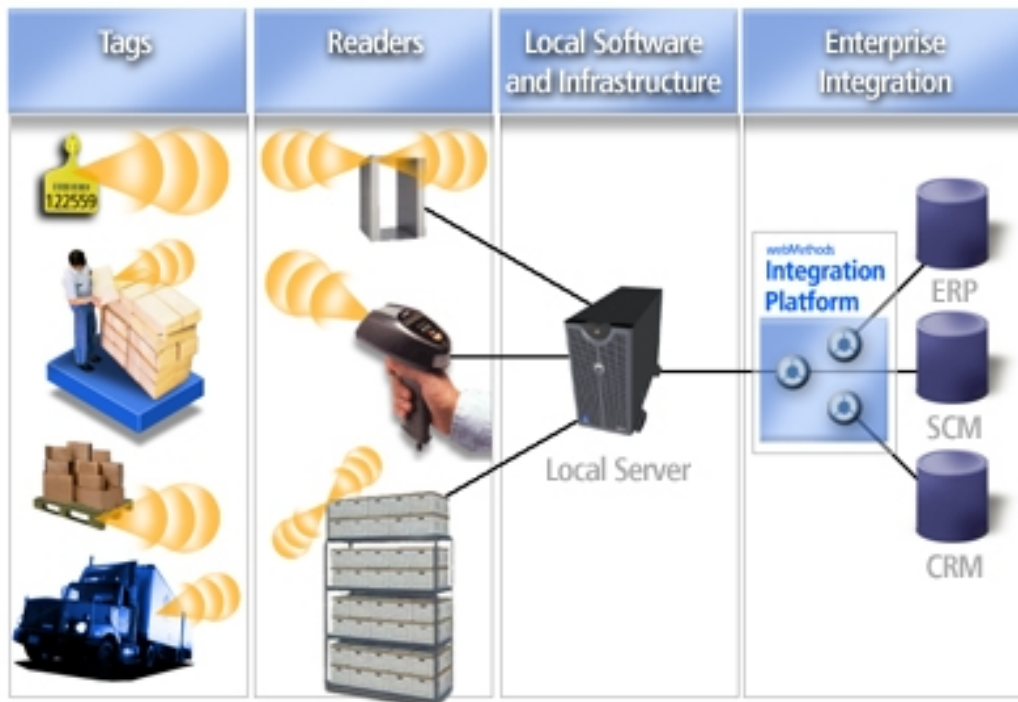 Tags
Readers
Local Software
and Infrastructure
Enterprise
Integration
122559
webMethods
Integration
Platform
ERP
SCM
CRM
Local Server